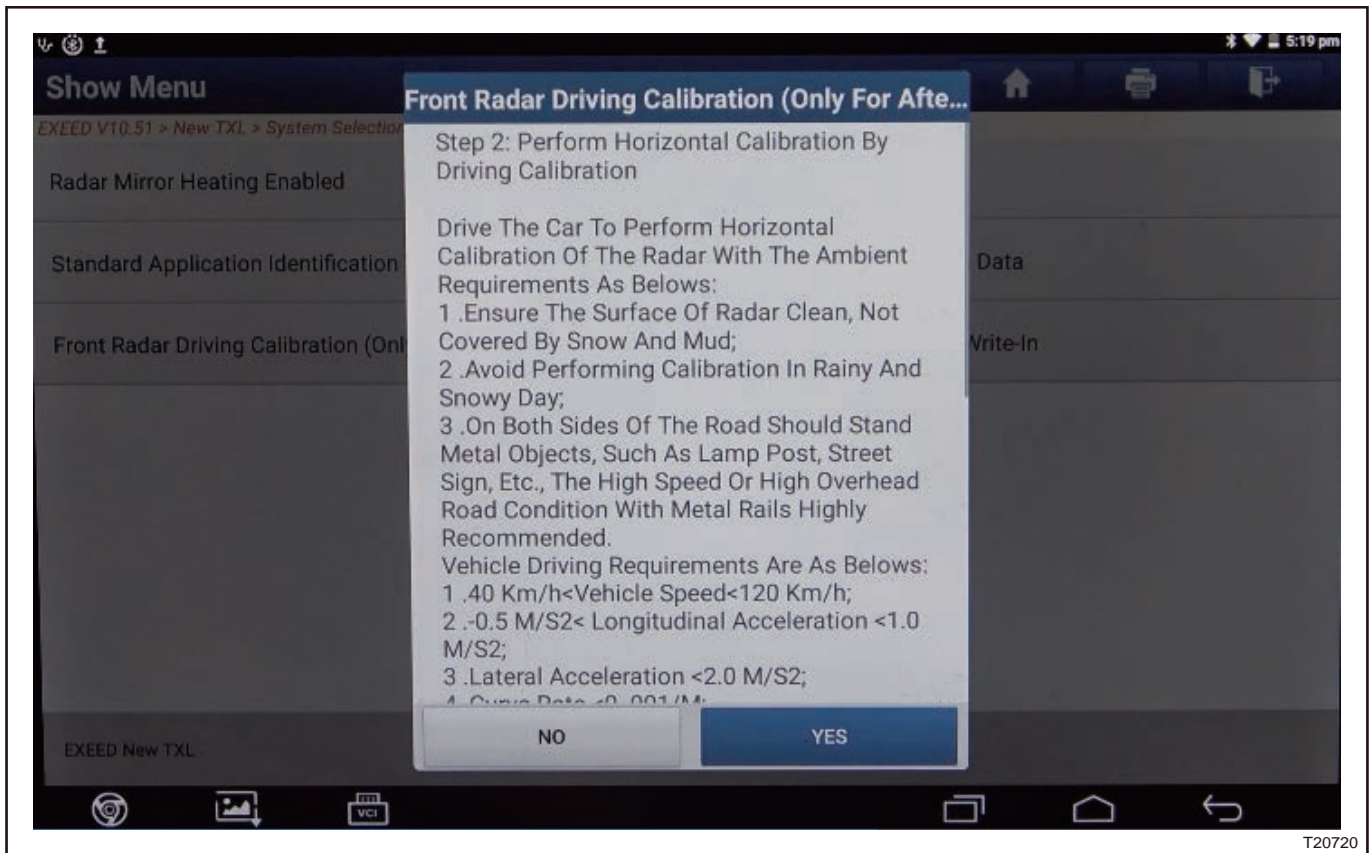 5:19 pm
Show Menu
EXEED V10.51 > New TXL > System Selection
Front Radar Driving Calibration (Only For Afte...
Radar Mirror Heating Enabled
Standard Application Identification
Data
Front Radar Driving Calibration (Onl
Write-In
Step 2: Perform Horizontal Calibration By
Driving Calibration
Drive The Car To Perform Horizontal
Calibration Of The Radar With The Ambient
Requirements As Belows:
1 .Ensure The Surface Of Radar Clean, Not
Covered By Snow And Mud;
2 .Avoid Performing Calibration In Rainy And
Snowy Day;
3 .On Both Sides Of The Road Should Stand
Metal Objects, Such As Lamp Post, Street
Sign, Etc., The High Speed Or High Overhead
Road Condition With Metal Rails Highly
Recommended.
Vehicle Driving Requirements Are As Belows:
1 .40 Km/h<Vehicle Speed<120 Km/h;
2 .-0.5 M/S2< Longitudinal Acceleration <1.0
M/S2;
3 .Lateral Acceleration <2.0 M/S2;
NO
YES
EXEED New TXL
VCI
T20720